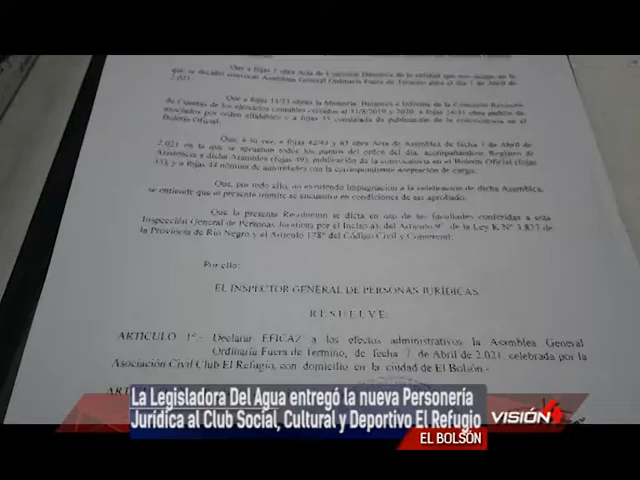 Que a fojas 7 obra Acta de Comisión Directiva de la entidad que nos ocupa, en la
que se decidió convocar Asamblea General Ordinaria Fuera de Término para el día 7 de Abril de
2.021.
Que a fojas 11/23 obran la Memoria, Balances e Informe de la Comisión Revisora
de Cuentas de los ejercicios contables cerrados al 31/8/2019 y 2020, a fojas
asociados por orden alfabético y a fojas 35 constancia de publicación de la convocatoria en el
Boletín Oficial.
Que, a su vez, a fojas 42/43 y 63 obra Acta de Asamblea de fecha 7 de Abril de
2.021 en la que se aprueban todos los puntos del orden del día, acompañándose Registro de
Asistencia a dicha Asamblea (fojas 39), publicación de la convocatoria en el Boletín Oficial (fojas
35), y a fojas 44 nómina de autoridades con la correspondiente aceptación de cargo.
Que, por todo ello, no existiendo impugnación a la celebración de dicha Asamblea,
se entiende que el presente trámite se encuentra en condiciones de ser aprobado.
Que la presente Resolución se dicta en uso de las facultades conferidas a esta
Inspección General de Personas Jurídicas por el Inciso a), del Artículo 9º de la Ley K Nº 3.827 de
la Provincia de Río Negro y el Artículo 178º del Código Civil y Comercial;
Por ello:
EL INSPECTOR GENERAL DE PERSONAS JURÍDICAS
RESUELVE
ARTICULO 1º.- Declarar EFICAZ a los efectos administrativos la Asamblea General
Ordinaria Fuera de Término, de fecha 7 de Abril de 2.021, celebrada por la
Asociación Civil Club El Refugio, con domicilio en la ciudad de El Bolsón.-
La Legisladora Del Agua entregó la nueva Personería
Jurídica al Club Social, Cultural y Deportivo El Refugio
VISIÓN
EL BOLSÓN